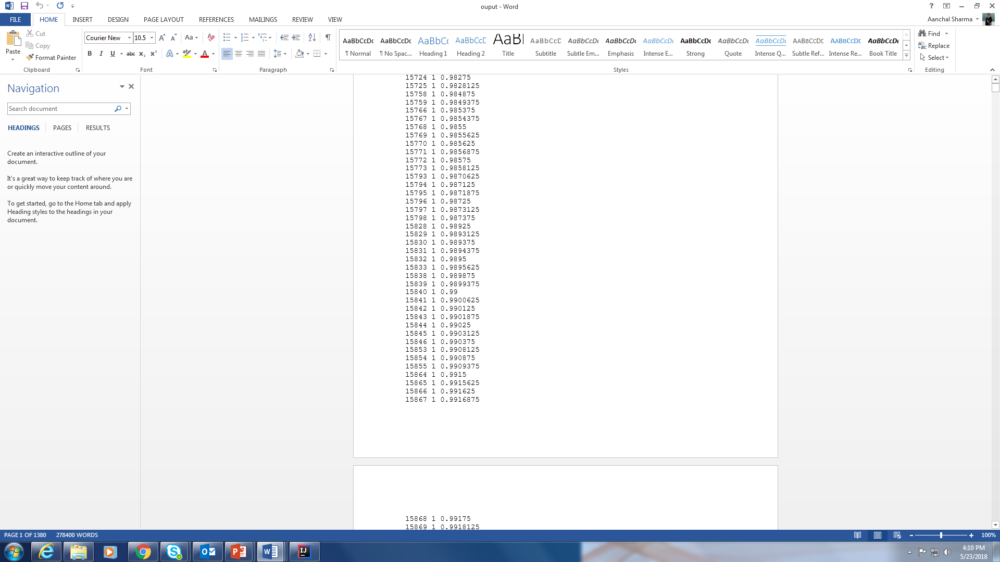 ouput - Word
FILE HOME INSERT DESIGN PAGE LAYOUT REFERENCES MAILINGS REVIEW VIEW
Aanchal Sharma
Paste
Cut
Copy
Format Painter
Clipboard
Courier New 10.5
Font
Paragraph
AaBbCcDc AaBbCcDc AaBbCc AaBbCcD AaBl AaBbCcD AaBbCcDc AaBbCcDc AaBbCcDc AaBbCcDc AaBbCcDc AaBbCcDc AABBCCDE AABBCCDE AaBbCcDc
¶ Normal ¶ No Spac... Heading 1 Heading 2 Title Subtitle Subtle Em... Emphasis Intense E... Strong Quote Intense Q... Subtle Ref... Intense Re... Book Title
Styles
Find
Replace
Select
Editing
Navigation
Search document
HEADINGS PAGES RESULTS
Create an interactive outline of your
document.
It's a great way to keep track of where you are
or quickly move your content around.
To get started, go to the Home tab and apply
Heading styles to the headings in your
document.
15724 1 0.98275
15725 1 0.9828125
15758 1 0.984875
15759 1 0.9849375
15766 1 0.985375
15767 1 0.9854375
15768 1 0.9855
15769 1 0.9855625
15770 1 0.985625
15771 1 0.9856875
15772 1 0.98575
15773 1 0.9858125
15793 1 0.9870625
15794 1 0.987125
15795 1 0.9871875
15796 1 0.98725
15797 1 0.9873125
15798 1 0.987375
15828 1 0.98925
15829 1 0.9893125
15830 1 0.989375
15831 1 0.9894375
15832 1 0.9895
15833 1 0.9895625
15838 1 0.989875
15839 1 0.9899375
15840 1 0.99
15841 1 0.9900625
15842 1 0.990125
15843 1 0.9901875
15844 1 0.99025
15845 1 0.9903125
15846 1 0.990375
15853 1 0.9908125
15854 1 0.990875
15855 1 0.9909375
15864 1 0.9915
15865 1 0.9915625
15866 1 0.991625
15867 1 0.9916875
15868 1 0.99175
15869 1 0.9918125
PAGE 1 OF 1380 278400 WORDS
100%
4:10 PM
5/23/2018